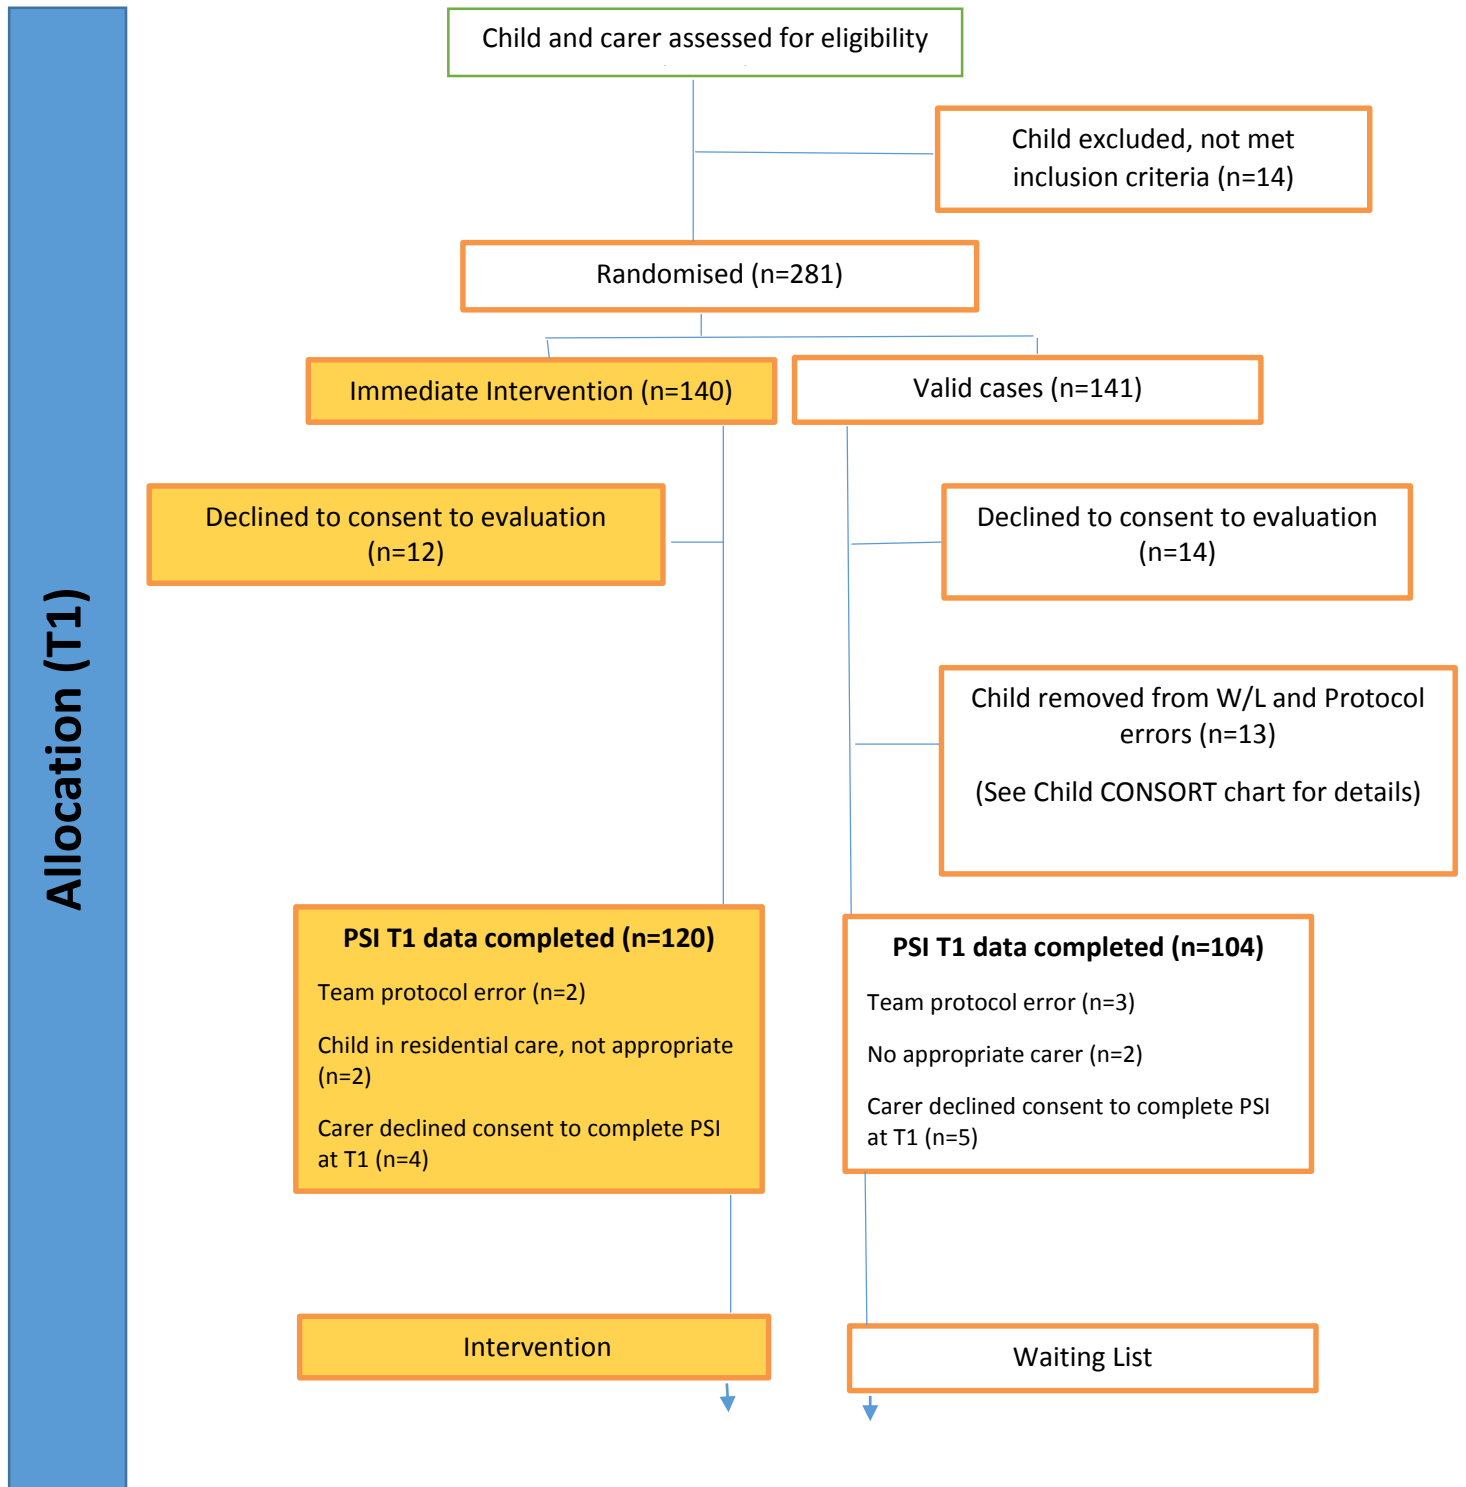 Child and carer assessed for eligibility
Child excluded, not met
inclusion criteria (n=14)
Randomised (n=281)
Immediate Intervention (n=140)
Valid cases (n=141)
Declined to consent to evaluation
(n=12)
Declined to consent to evaluation
(n=14)
Child removed from W/L and Protocol
errors (n=13)
(See Child CONSORT chart for details)
Allocation (T1)
PSI T1 data completed (n=120)
Team protocol error (n=2)
Child in residential care, not appropriate
(n=2)
Carer declined consent to complete PSI
at T1 (n=4)
PSI T1 data completed (n=104)
Team protocol error (n=3)
No appropriate carer (n=2)
Carer declined consent to complete PSI
at T1 (n=5)
Intervention
Waiting List